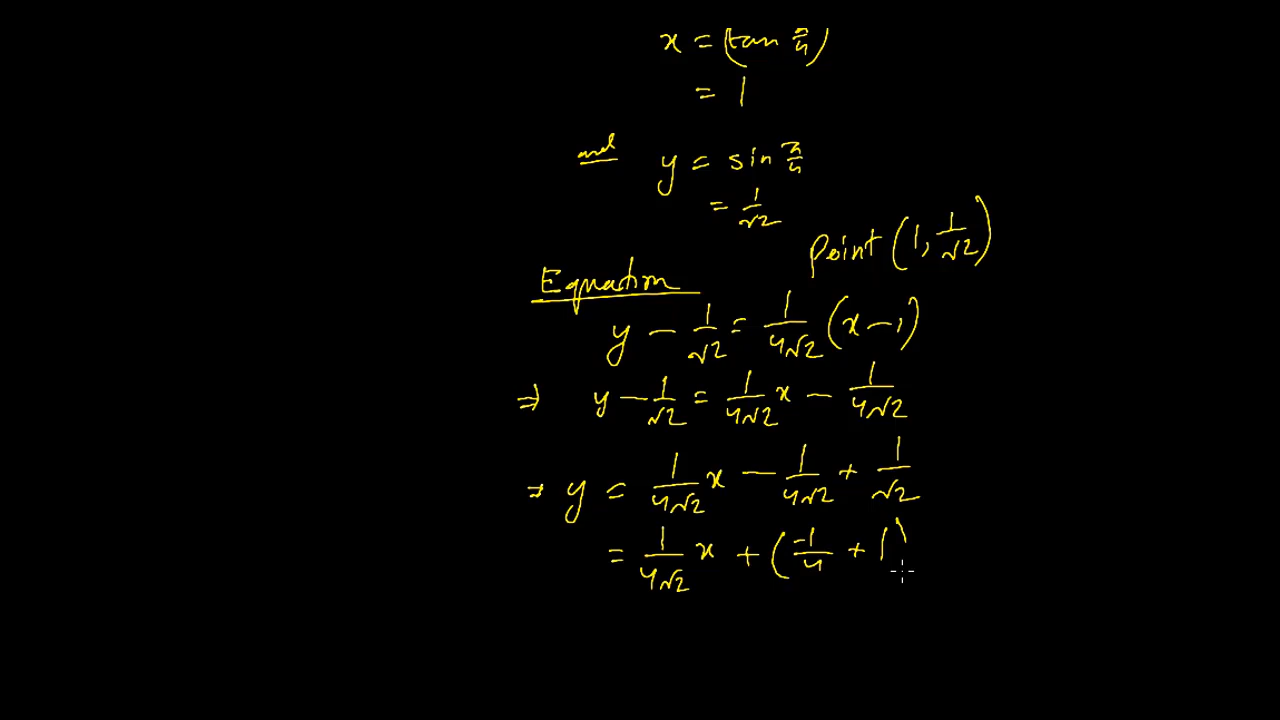 x = (tan π/4)
= 1
and y = sin π/4
= 1/√2
Point (1, 1/√2)
Equation
y - 1/√2 = 1/4√2 (x - 1)
⇒ y - 1/√2 = 1/4√2 x - 1/4√2
⇒ y = 1/4√2 x - 1/4√2 + 1/√2
= 1/4√2 x + (-1/4 + 1)